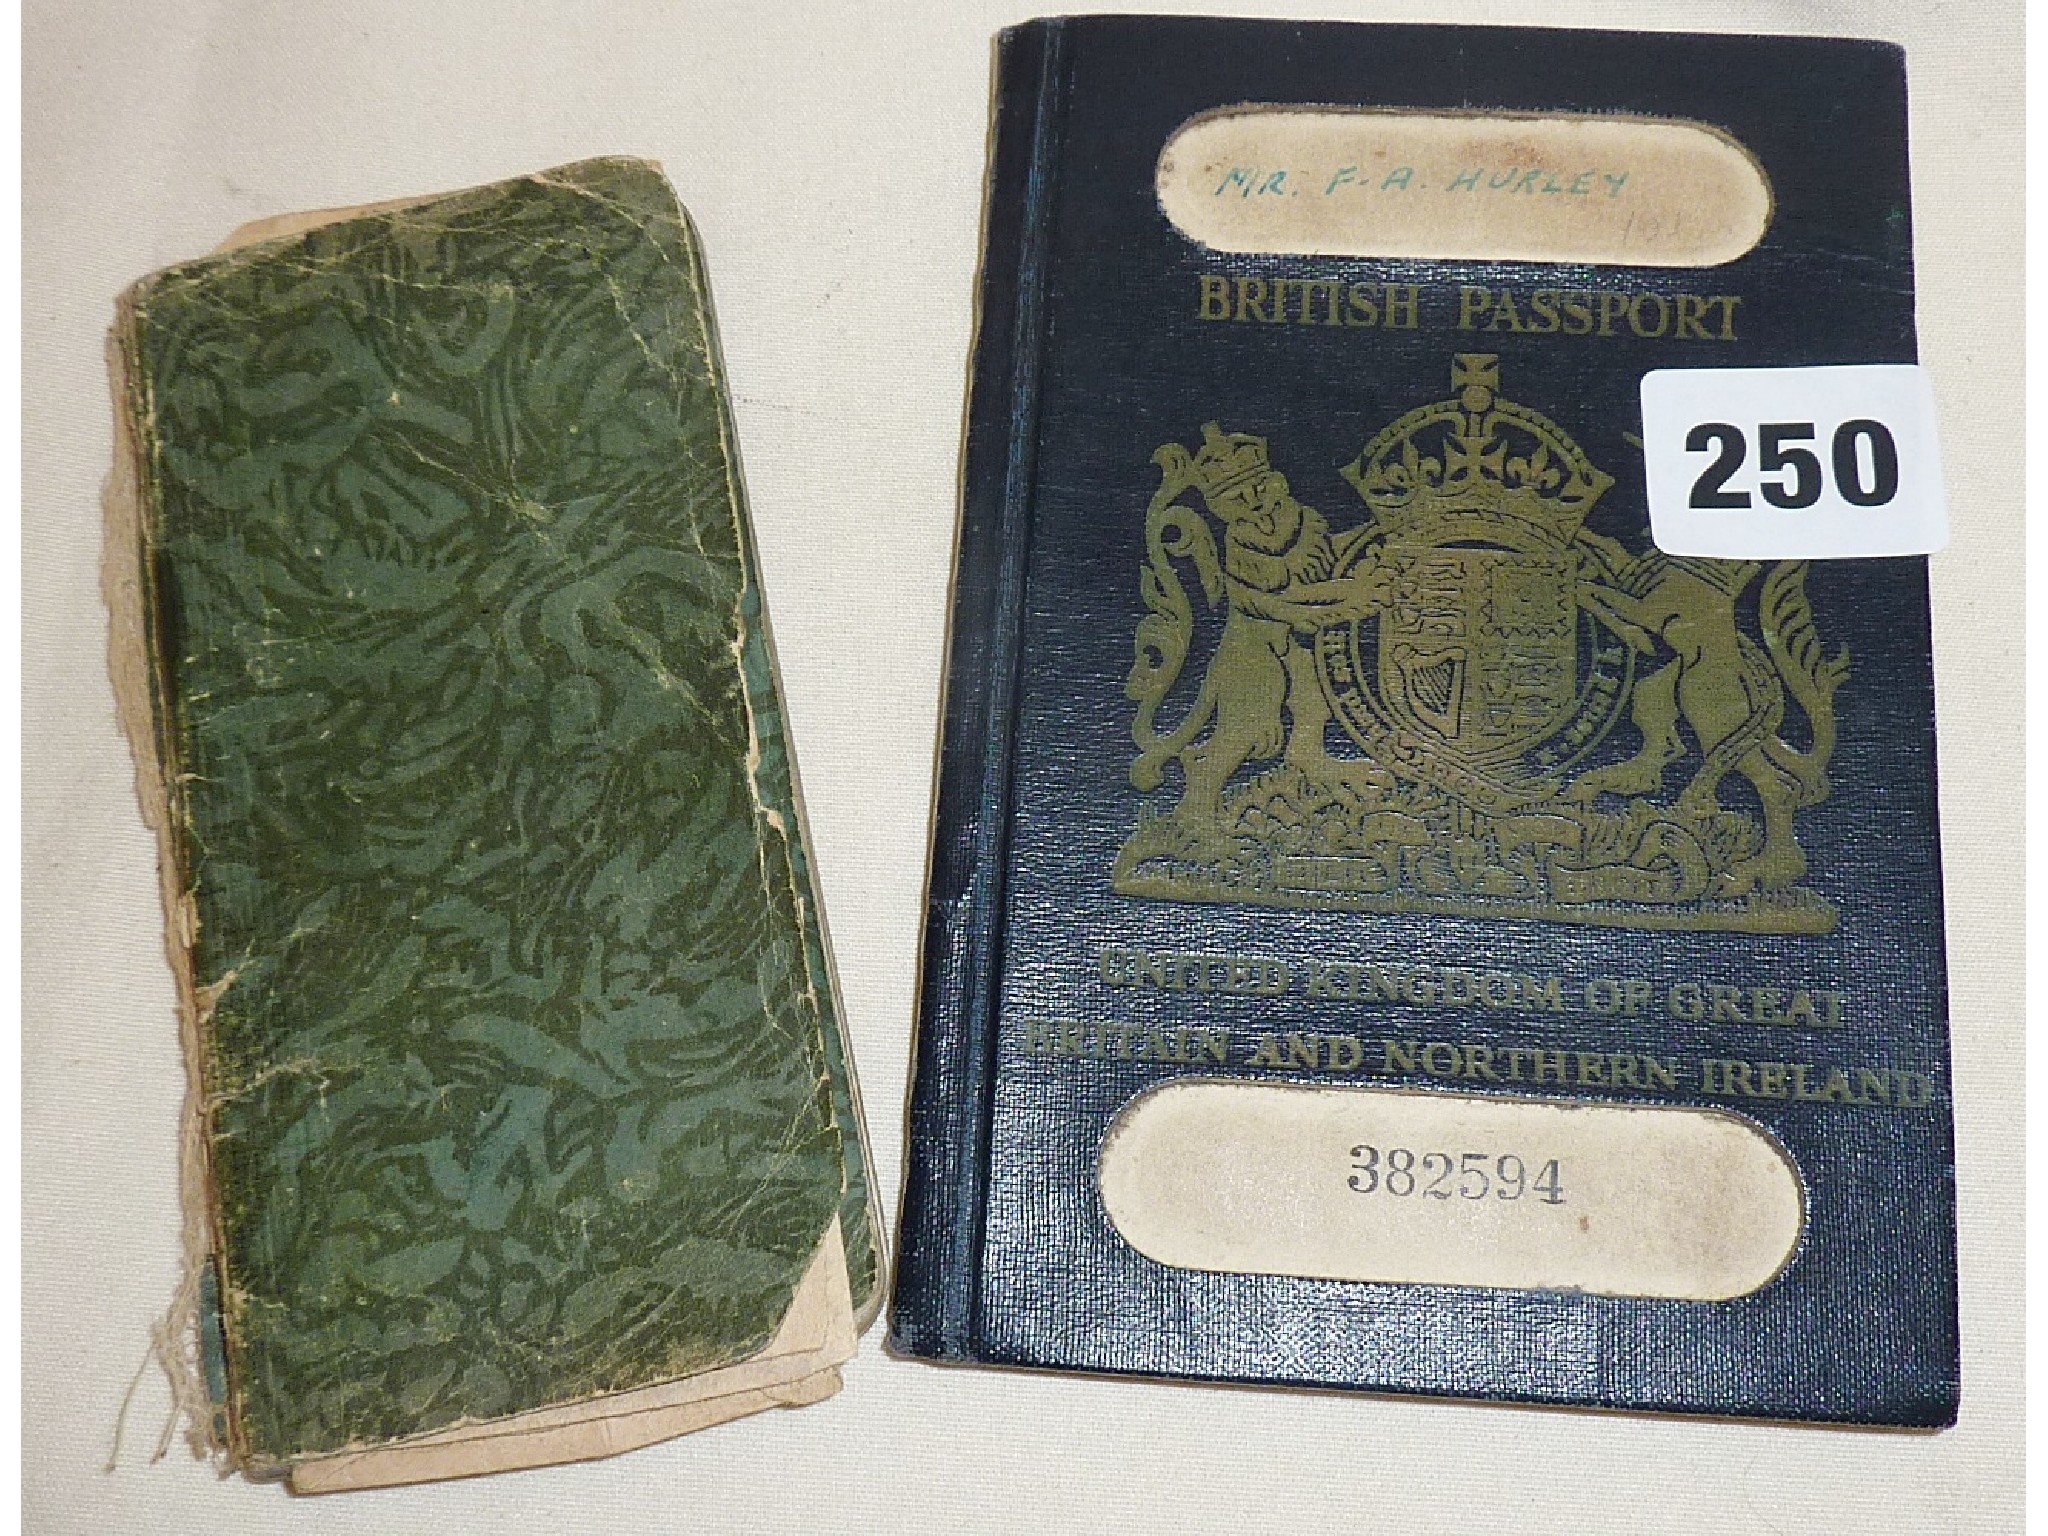 MR. F. A. HURLEY
BRITISH PASSPORT
250
UNITED KINGDOM OF GREAT
BRITAIN AND NORTHERN IRELAND
382594